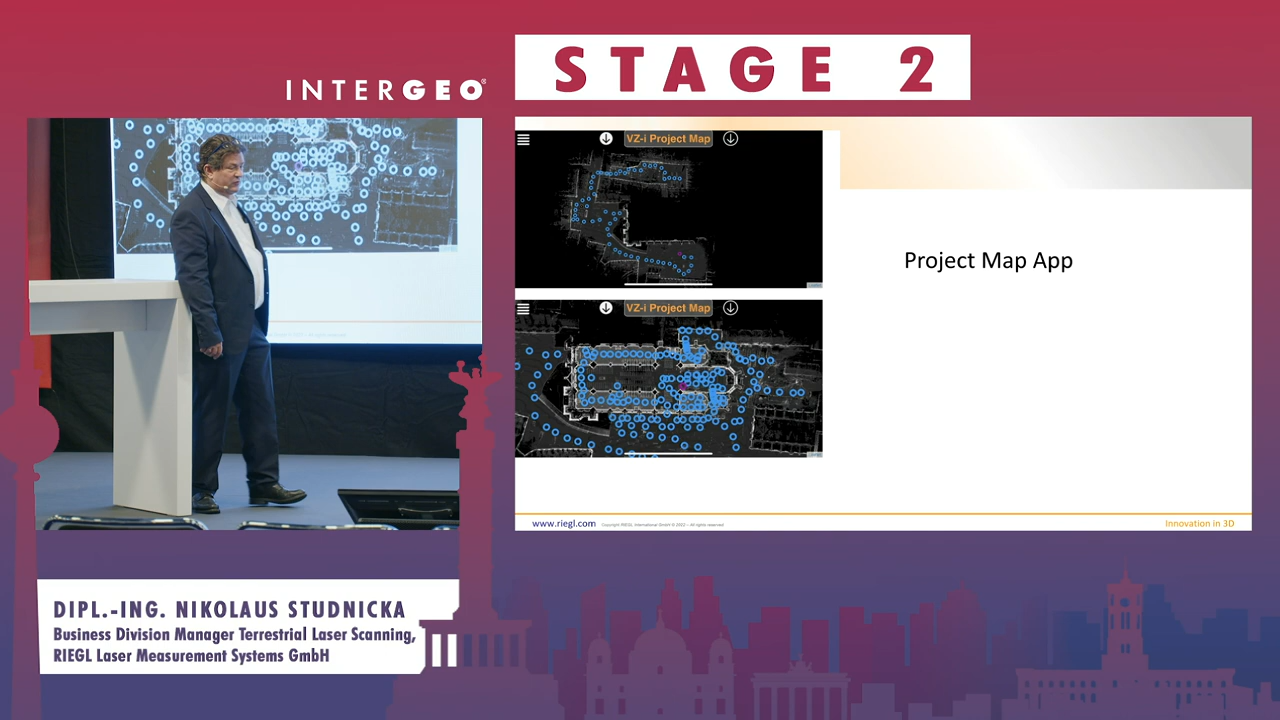 STAGE 2
INTERGEO®
VZ-i Project Map
Project Map App
VZ-i Project Map
www.riegl.com
Copyright RIEGL International GmbH © 2022 – All rights reserved
Innovation in 3D
DIPL.-ING. NIKOLAUS STUDNICKA
Business Division Manager Terrestrial Laser Scanning,
RIEGL Laser Measurement Systems GmbH